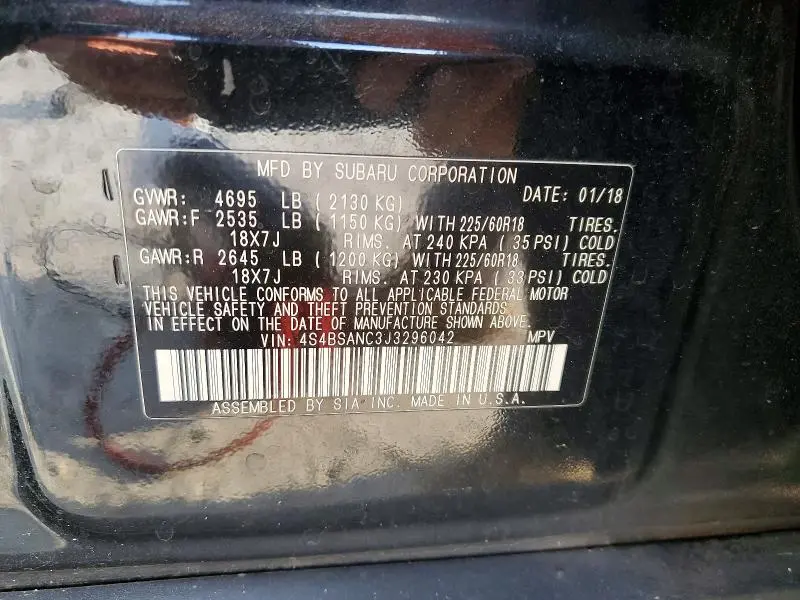 MFD BY SUBARU CORPORATION
GVWR: 4695 LB (2130 KG) DATE: 01/18
GAWR:F 2535 LB (1150 KG) WITH 225/60R18 TIRES.
18X7J RIMS. AT 240 KPA (35 PSI) COLD
GAWR:R 2645 LB (1200 KG) WITH 225/60R18 TIRES.
18X7J RIMS. AT 230 KPA (33 PSI) COLD
THIS VEHICLE CONFORMS TO ALL APPLICABLE FEDERAL MOTOR
VEHICLE SAFETY AND THEFT PREVENTION STANDARDS
IN EFFECT ON THE DATE OF MANUFACTURE SHOWN ABOVE.
VIN: 4S4BSANC3J3296042 MPV
ASSEMBLED BY SIA INC. MADE IN U.S.A.